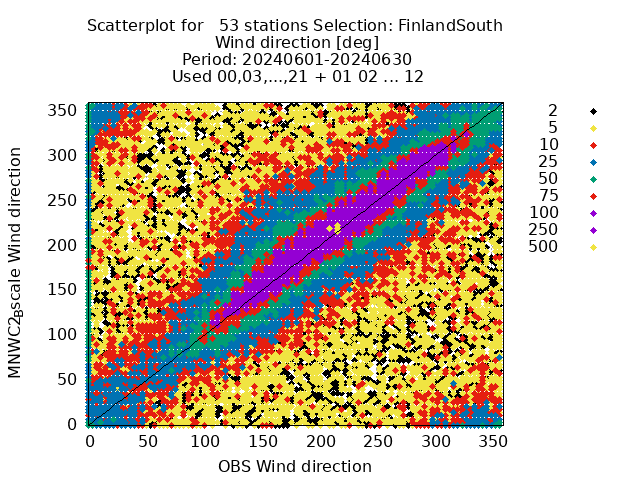 Scatterplot for   53 stations Selection: FinlandSouth
Wind direction [deg]
Period: 20240601-20240630
Used 00,03,...,21 + 01 02 ... 12
MNWC2_Bscale Wind direction
350
300
250
200
150
100
50
0
0 50 100 150 200 250 300 350
OBS Wind direction
2
5
10
25
50
75
100
250
500